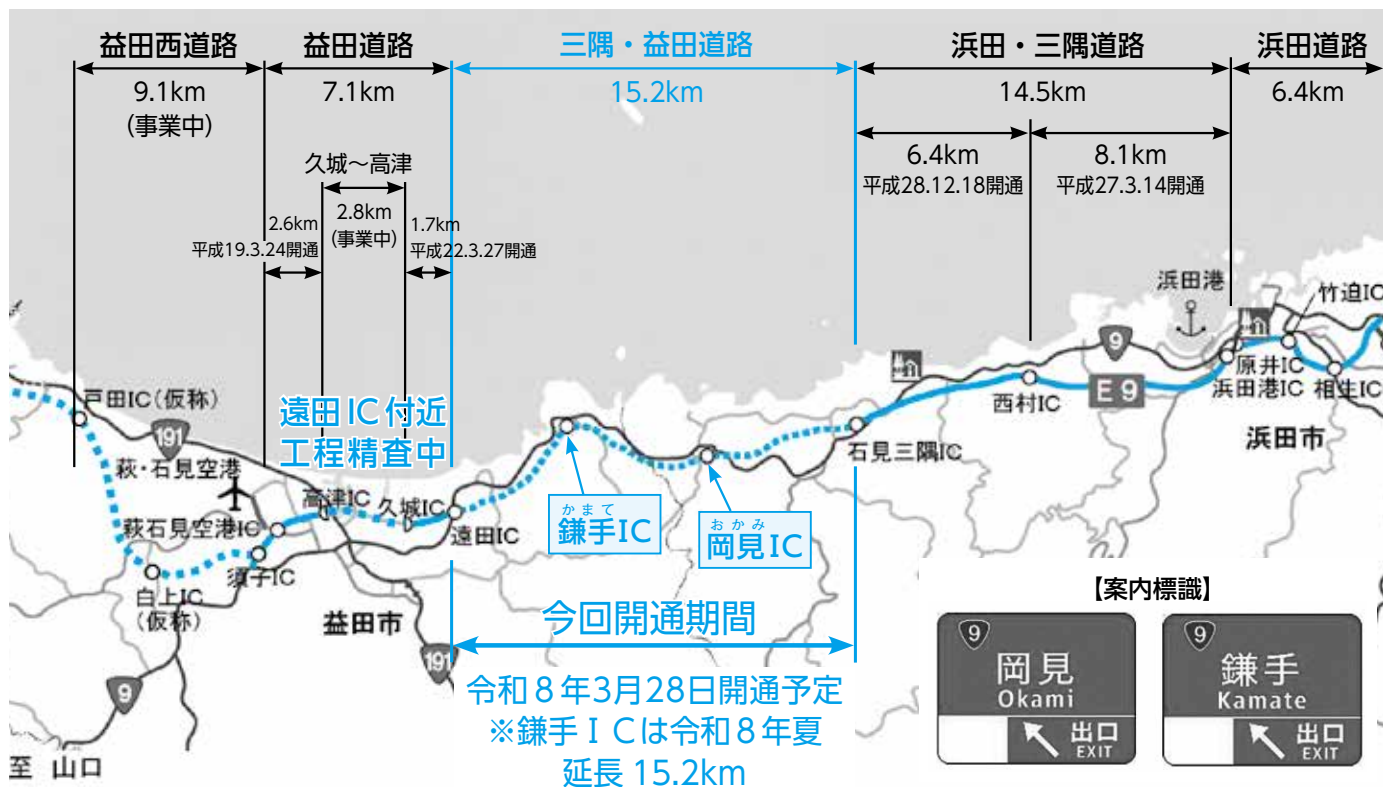 益田西道路
益田道路
三隅・益田道路
浜田・三隅道路
浜田道路
9.1km
(事業中)
7.1km
15.2km
14.5km
6.4km
久城～高津
2.8km
(事業中)
2.6km
平成19.3.24開通
1.7km
平成22.3.27開通
6.4km
平成28.12.18開通
8.1km
平成27.3.14開通
浜田港
竹迫IC
9
原井IC
浜田港IC
相生IC
E9
西村IC
浜田市
石見三隅IC
戸田IC(仮称)
191
萩・石見空港
遠田IC付近
工程精査中
高津IC
久城IC
遠田IC
萩石見空港IC
須子IC
白上IC
(仮称)
益田市
191
9
至 山口
かまて
鎌手IC
おかみ
岡見IC
今回開通期間
令和8年3月28日開通予定
※鎌手ICは令和8年夏
延長 15.2km
【案内標識】
9
岡見
Okami
出口
EXIT
9
鎌手
Kamate
出口
EXIT